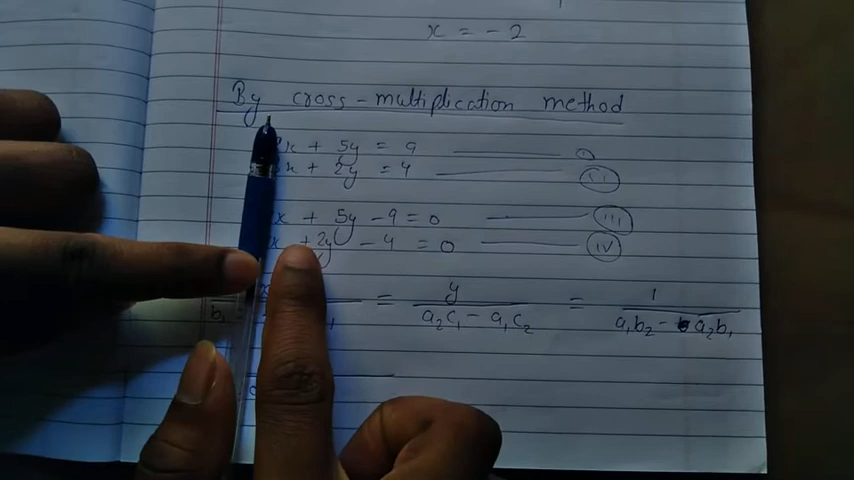 x = - 2
By cross-multiplication method
x + 5y = 9 (i)
x + 2y = 4 (ii)
x + 5y - 9 = 0 (iii)
x + 2y - 4 = 0 (iv)
= y / a₂c₁ - a₁c₂ = 1 / a₁b₂ - a₂b₁
b₁